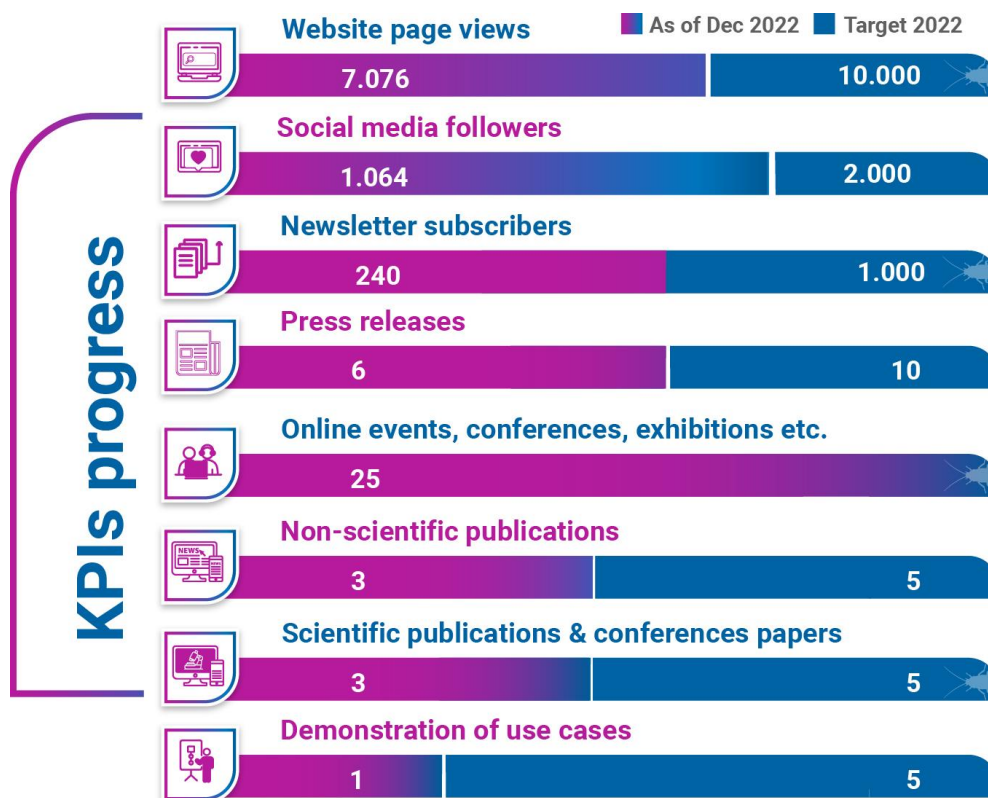 Website page views
As of Dec 2022
Target 2022
7.076
10.000
Social media followers
1.064
2.000
Newsletter subscribers
240
1.000
Press releases
6
10
Online events, conferences, exhibitions etc.
25
Non-scientific publications
NEWS
3
5
Scientific publications & conferences papers
3
5
Demonstration of use cases
1
5
KPIs progress